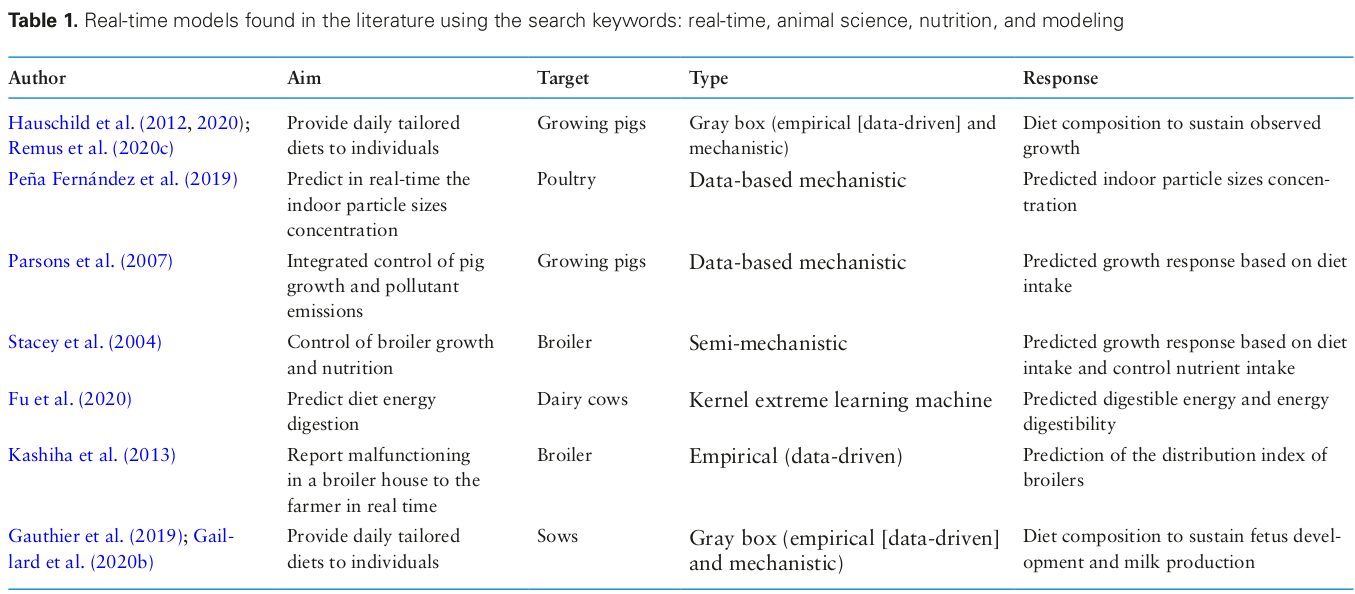 Table 1. Real-time models found in the literature using the search keywords: real-time, animal science, nutrition, and modeling
Author Aim Target Type Response
Hauschild et al. (2012, 2020); Provide daily tailored Growing pigs Gray box (empirical [data-driven] and Diet composition to sustain observed
Remus et al. (2020c) diets to individuals mechanistic) growth
Peña Fernández et al. (2019) Predict in real-time the Poultry Data-based mechanistic Predicted indoor particle sizes concen-
indoor particle sizes tration
concentration
Parsons et al. (2007) Integrated control of pig Growing pigs Data-based mechanistic Predicted growth response based on diet
growth and pollutant intake
emissions
Stacey et al. (2004) Control of broiler growth Broiler Semi-mechanistic Predicted growth response based on diet
and nutrition intake and control nutrient intake
Fu et al. (2020) Predict diet energy Dairy cows Kernel extreme learning machine Predicted digestible energy and energy
digestion digestibility
Kashiha et al. (2013) Report malfunctioning Broiler Empirical (data-driven) Prediction of the distribution index of
in a broiler house to the broilers
farmer in real time
Gauthier et al. (2019); Gail- Provide daily tailored Sows Gray box (empirical [data-driven] Diet composition to sustain fetus devel-
lard et al. (2020b) diets to individuals and mechanistic) opment and milk production